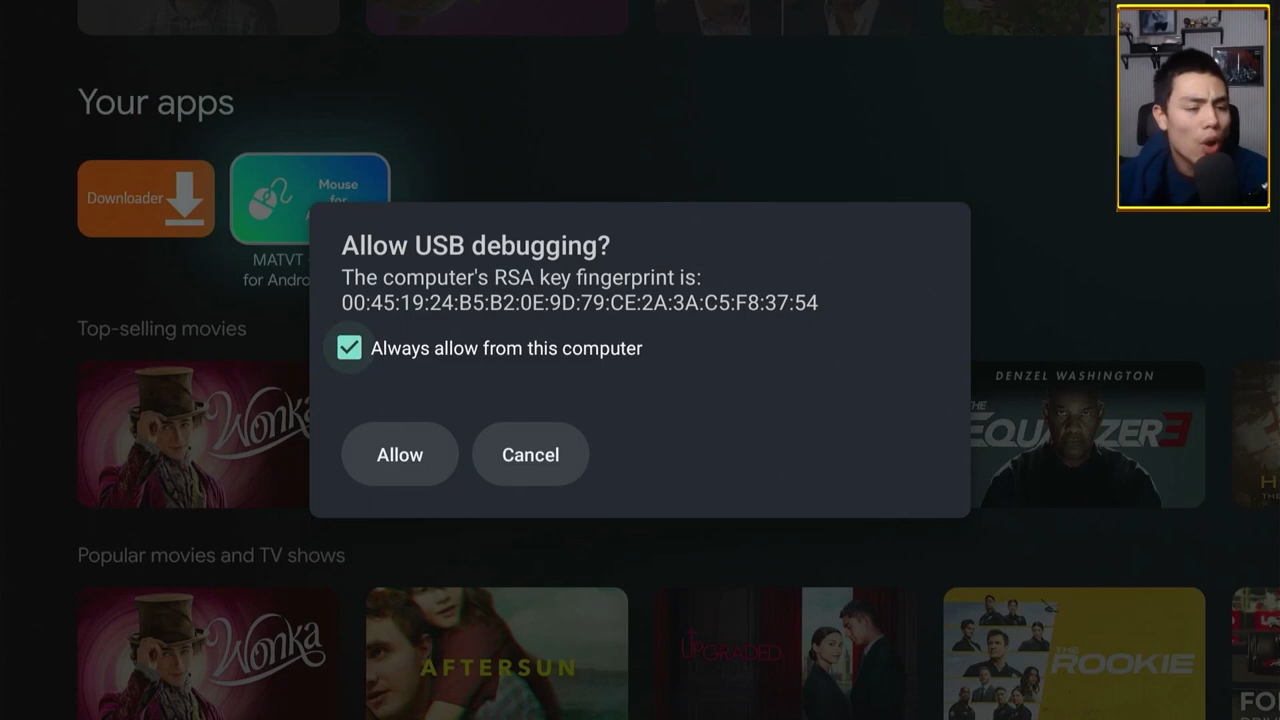 Your apps
Downloader
Mouse
for
MATVT
for Andro
Allow USB debugging?
The computer's RSA key fingerprint is:
00:45:19:24:B5:B2:0E:9D:79:CE:2A:3A:C5:F8:37:54
Always allow from this computer
Allow
Cancel
Top-selling movies
Wonka
DENZEL WASHINGTON
THE
EQUALIZER 3
Popular movies and TV shows
Wonka
AFTERSUN
UPGRADED
THE
ROOKIE
FO